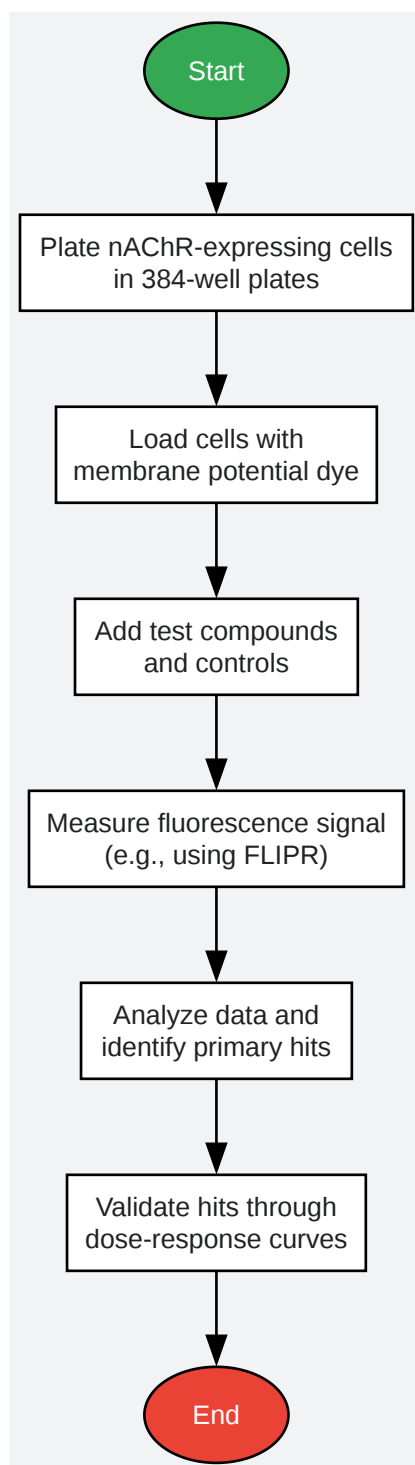 Start
Plate nAChR-expressing cells
in 384-well plates
Load cells with
membrane potential dye
Add test compounds
and controls
Measure fluorescence signal
(e.g., using FLIPR)
Analyze data and
identify primary hits
Validate hits through
dose-response curves
End